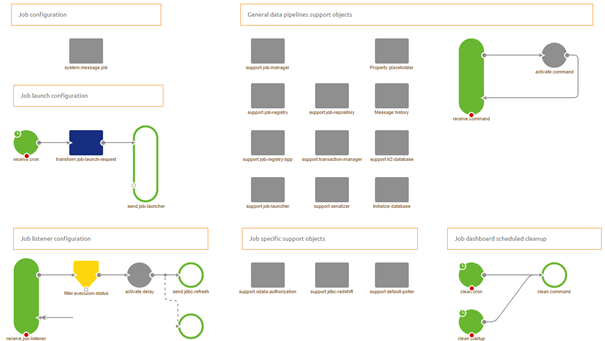 Job configuration
General data pipelines support objects
system message.job
support.job-manager
Property placeholder
activate.command
Job launch configuration
support.job-registry
support.job-repository
Message history
receive.command
receive.cron
transform.job-launch-request
support.job-registry-bpp
support.transaction-manager
support.h2-database
send.job-launcher
support.job-launcher
support.serializer
Initialize database
Job listener configuration
Job specific support objects
Job dashboard scheduled cleanup
filter.execution-status
activate.delay
send.jdbc-refresh
support.odata-authorization
support.jdbc-redshift
support.default-poller
clean.cron
clean.command
receive.job-listener
clean.startup